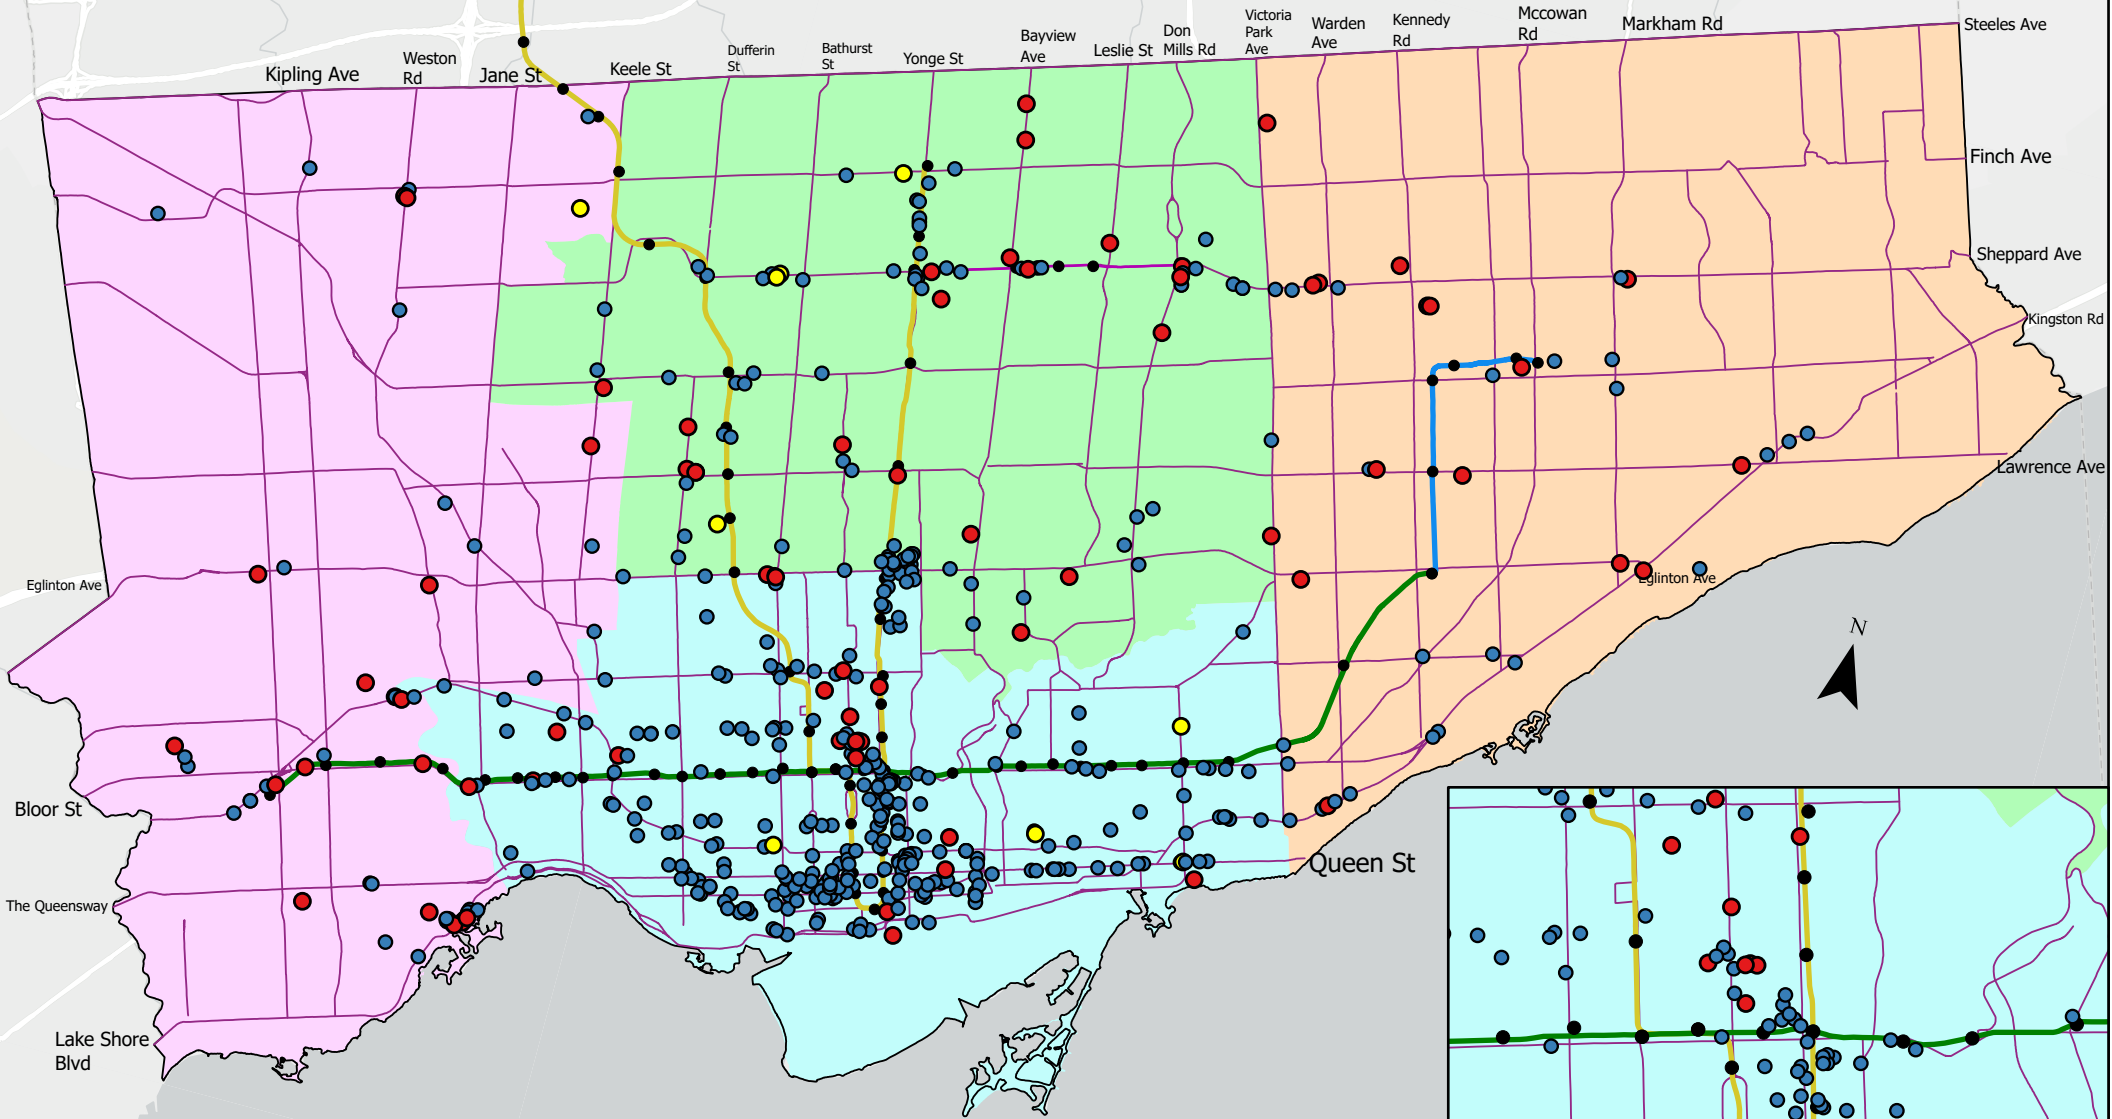 Kipling Ave
Weston
Rd
Jane St
Keele St
Dufferin
St
Bathurst
St
Yonge St
Bayview
Ave
Leslie St
Don
Mills Rd
Victoria
Park
Ave
Warden
Ave
Kennedy
Rd
Mccowan
Rd
Markham Rd
Steeles Ave
Finch Ave
Sheppard Ave
Kingston Rd
Lawrence Ave
Eglinton Ave
Eglinton Ave
N
Bloor St
Queen St
The Queensway
Lake Shore
Blvd